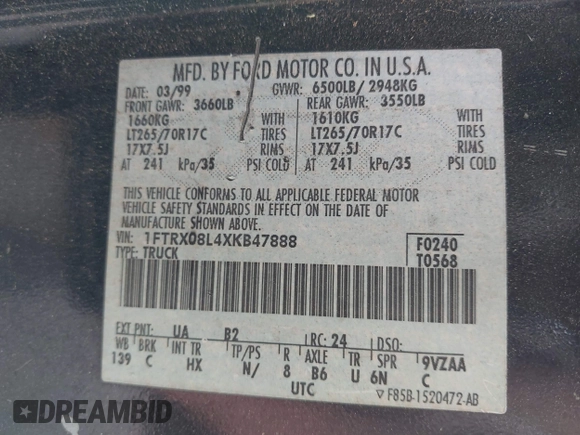 MFD. BY FORD MOTOR CO. IN U.S.A.
DATE: 03/99 GVWR: 6500LB/ 2948KG
FRONT GAWR: 3660LB REAR GAWR: 3550LB
1660KG WITH 1610KG WITH
LT265/70R17C TIRES LT265/70R17C TIRES
17X7.5J RIMS 17X7.5J RIMS
AT 241 kPa/35 PSI COLD AT 241 kPa/35 PSI COLD
THIS VEHICLE CONFORMS TO ALL APPLICABLE FEDERAL MOTOR
VEHICLE SAFETY STANDARDS IN EFFECT ON THE DATE OF
MANUFACTURE SHOWN ABOVE.
VIN: 1FTRX08L4XKB47888 F0240
TYPE: TRUCK T0568
EXT PNT: UA B2 RC: 24 DSO:
WB BRK INT TR TP/PS R AXLE TR SPR 9VZAA
139 C HX N/ 8 B6 U 6N C
UTC ▽ F85B-1520472-AB
DREAMBID